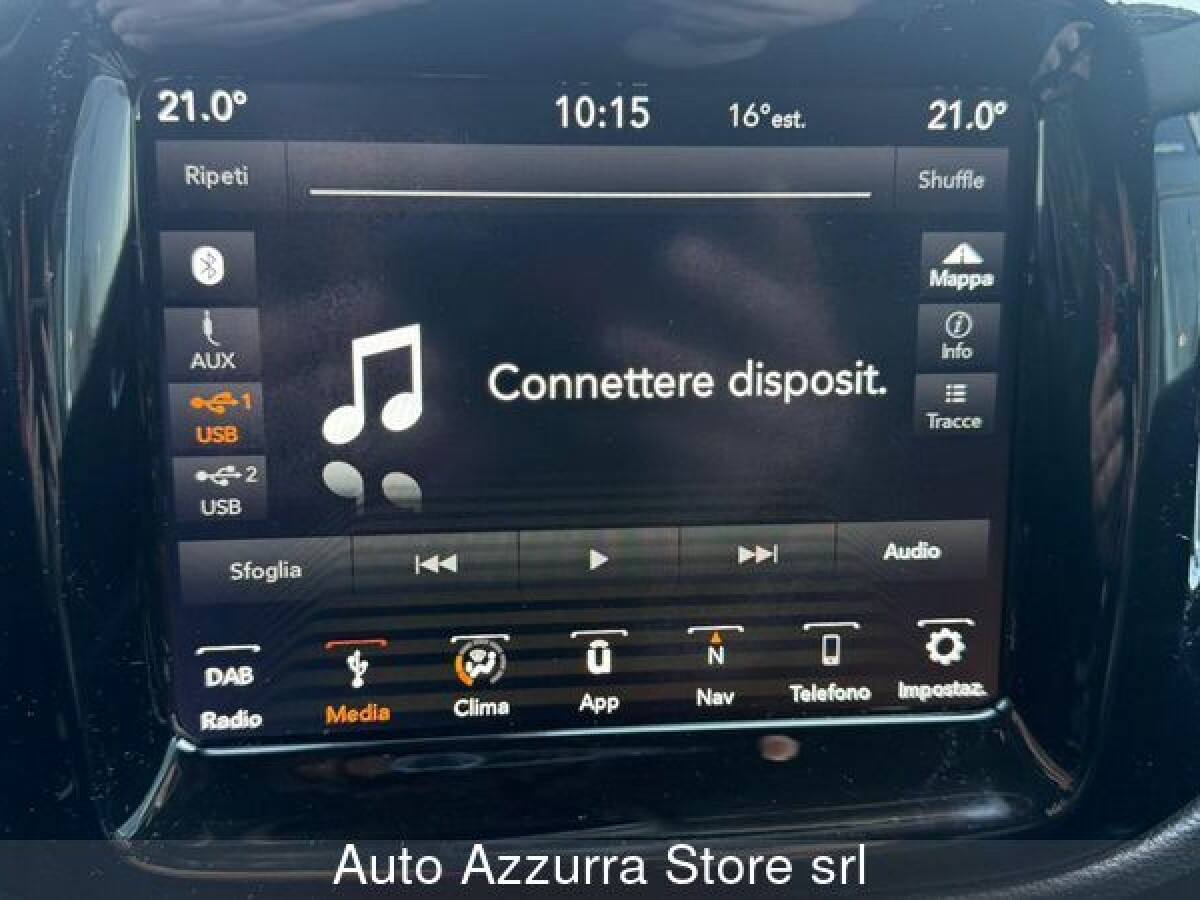 21.0°
10:15
16°est.
21.0°
Ripeti
Shuffle
Mappa
AUX
Info
1
USB
Connettere disposit.
Tracce
2
USB
Sfoglia
Audio
DAB
N
Radio
Media
Clima
App
Nav
Telefono
Impostaz.
Auto Azzurra Store srl